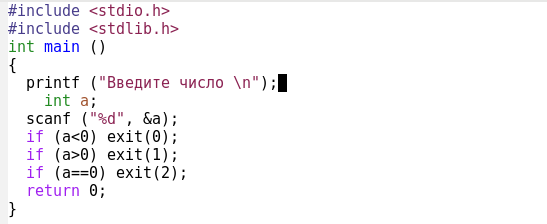 #include <stdio.h>
#include <stdlib.h>
int main ()
{
  printf ("Введите число \n");
    int a;
  scanf ("%d", &a);
  if (a<0) exit(0);
  if (a>0) exit(1);
  if (a==0) exit(2);
  return 0;
}